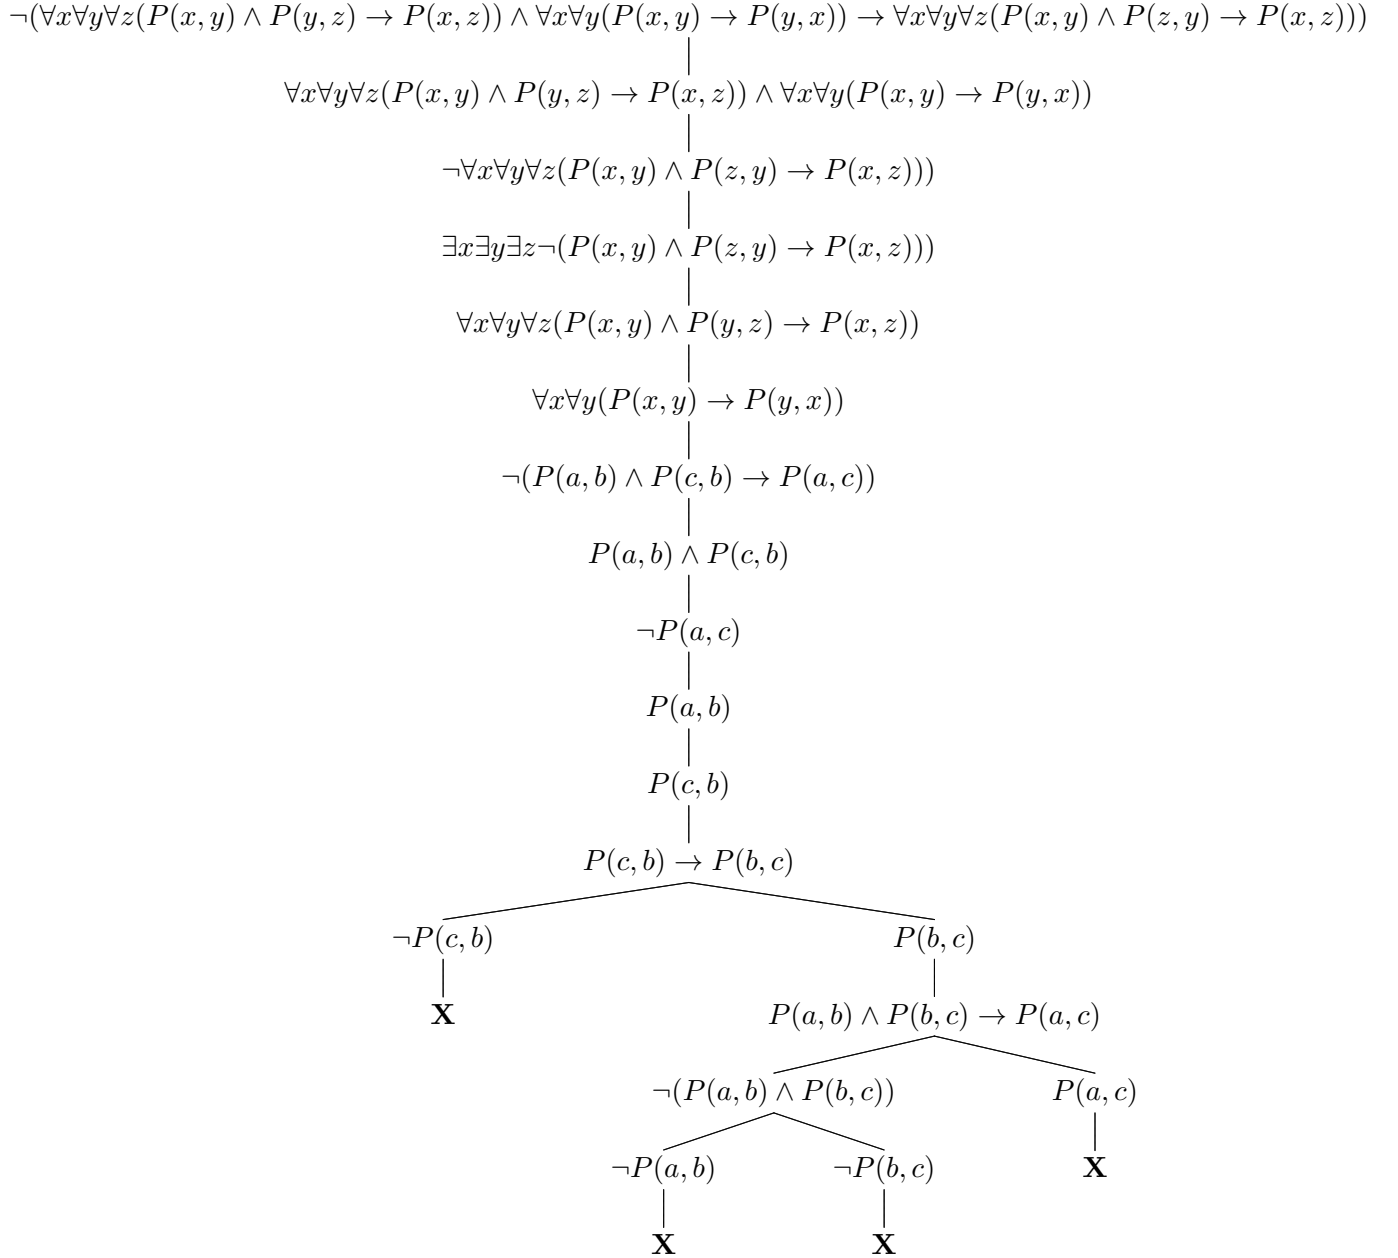 ¬(∀x∀y∀z(P(x, y) ∧ P(y, z) → P(x, z)) ∧ ∀x∀y(P(x, y) → P(y, x)) → ∀x∀y∀z(P(x, y) ∧ P(z, y) → P(x, z)))
∀x∀y∀z(P(x, y) ∧ P(y, z) → P(x, z)) ∧ ∀x∀y(P(x, y) → P(y, x))
¬∀x∀y∀z(P(x, y) ∧ P(z, y) → P(x, z)))
∃x∃y∃z¬(P(x, y) ∧ P(z, y) → P(x, z)))
∀x∀y∀z(P(x, y) ∧ P(y, z) → P(x, z))
∀x∀y(P(x, y) → P(y, x))
¬(P(a, b) ∧ P(c, b) → P(a, c))
P(a, b) ∧ P(c, b)
¬P(a, c)
P(a, b)
P(c, b)
P(c, b) → P(b, c)
¬P(c, b) P(b, c)
X P(a, b) ∧ P(b, c) → P(a, c)
¬(P(a, b) ∧ P(b, c)) P(a, c)
¬P(a, b) ¬P(b, c) X
X X